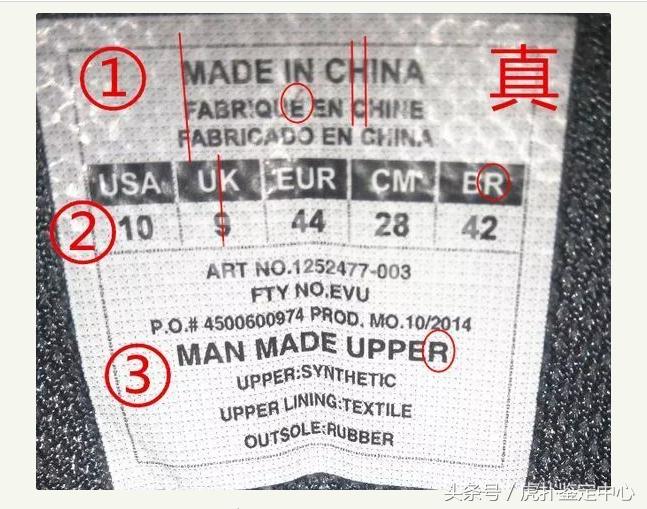 ① MADE IN CHINA 真
FABRIQUE EN CHINE
FABRICADO EN CHINA
USA UK EUR CM BR
② 10 9 44 28 42
ART NO.1252477-003
FTY NO.EVU
P.O.# 4500600974 PROD. MO.10/2014
③ MAN MADE UPPER
UPPER:SYNTHETIC
UPPER LINING:TEXTILE
OUTSOLE:RUBBER
头条号 / 虎扑鉴定中心